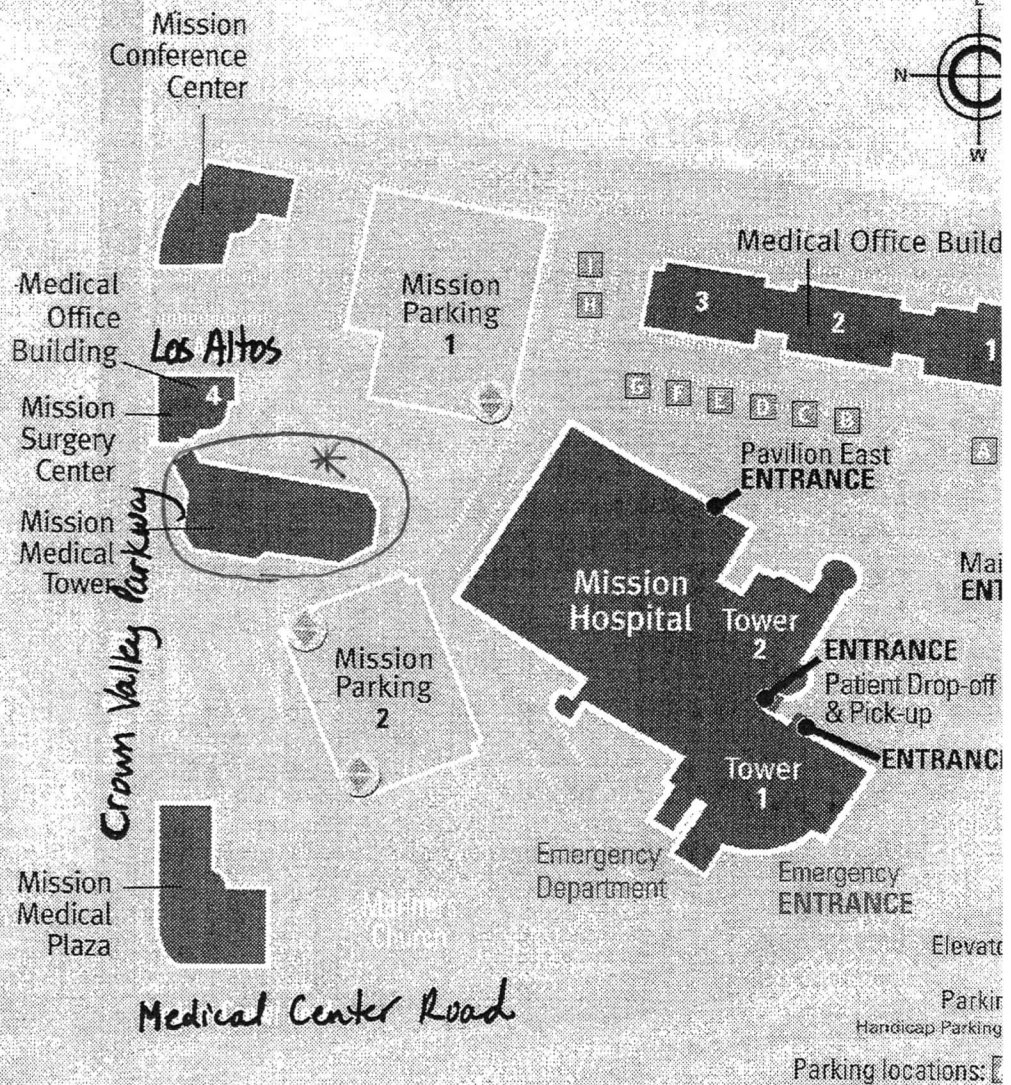 Mission
Conference
Center
N
W
Medical Office Build
Mission
Parking
1
I
H
3
2
1
Medical
Office
Building
Los Altos
4
G
F
E
D
C
B
A
Mission
Surgery
Center
Pavilion East
ENTRANCE
Mission
Medical
Tower
Crown Valley Parkway
Mission
Hospital
Tower
2
Mai
ENT
ENTRANCE
Patient Drop-off
& Pick-up
ENTRANC
Mission
Parking
2
Tower
1
Emergency
Department
Emergency
ENTRANCE
Mission
Medical
Plaza
Mariners
Church
Elevato
Medical Center Road
Parkin
Handicap Parking
Parking locations: